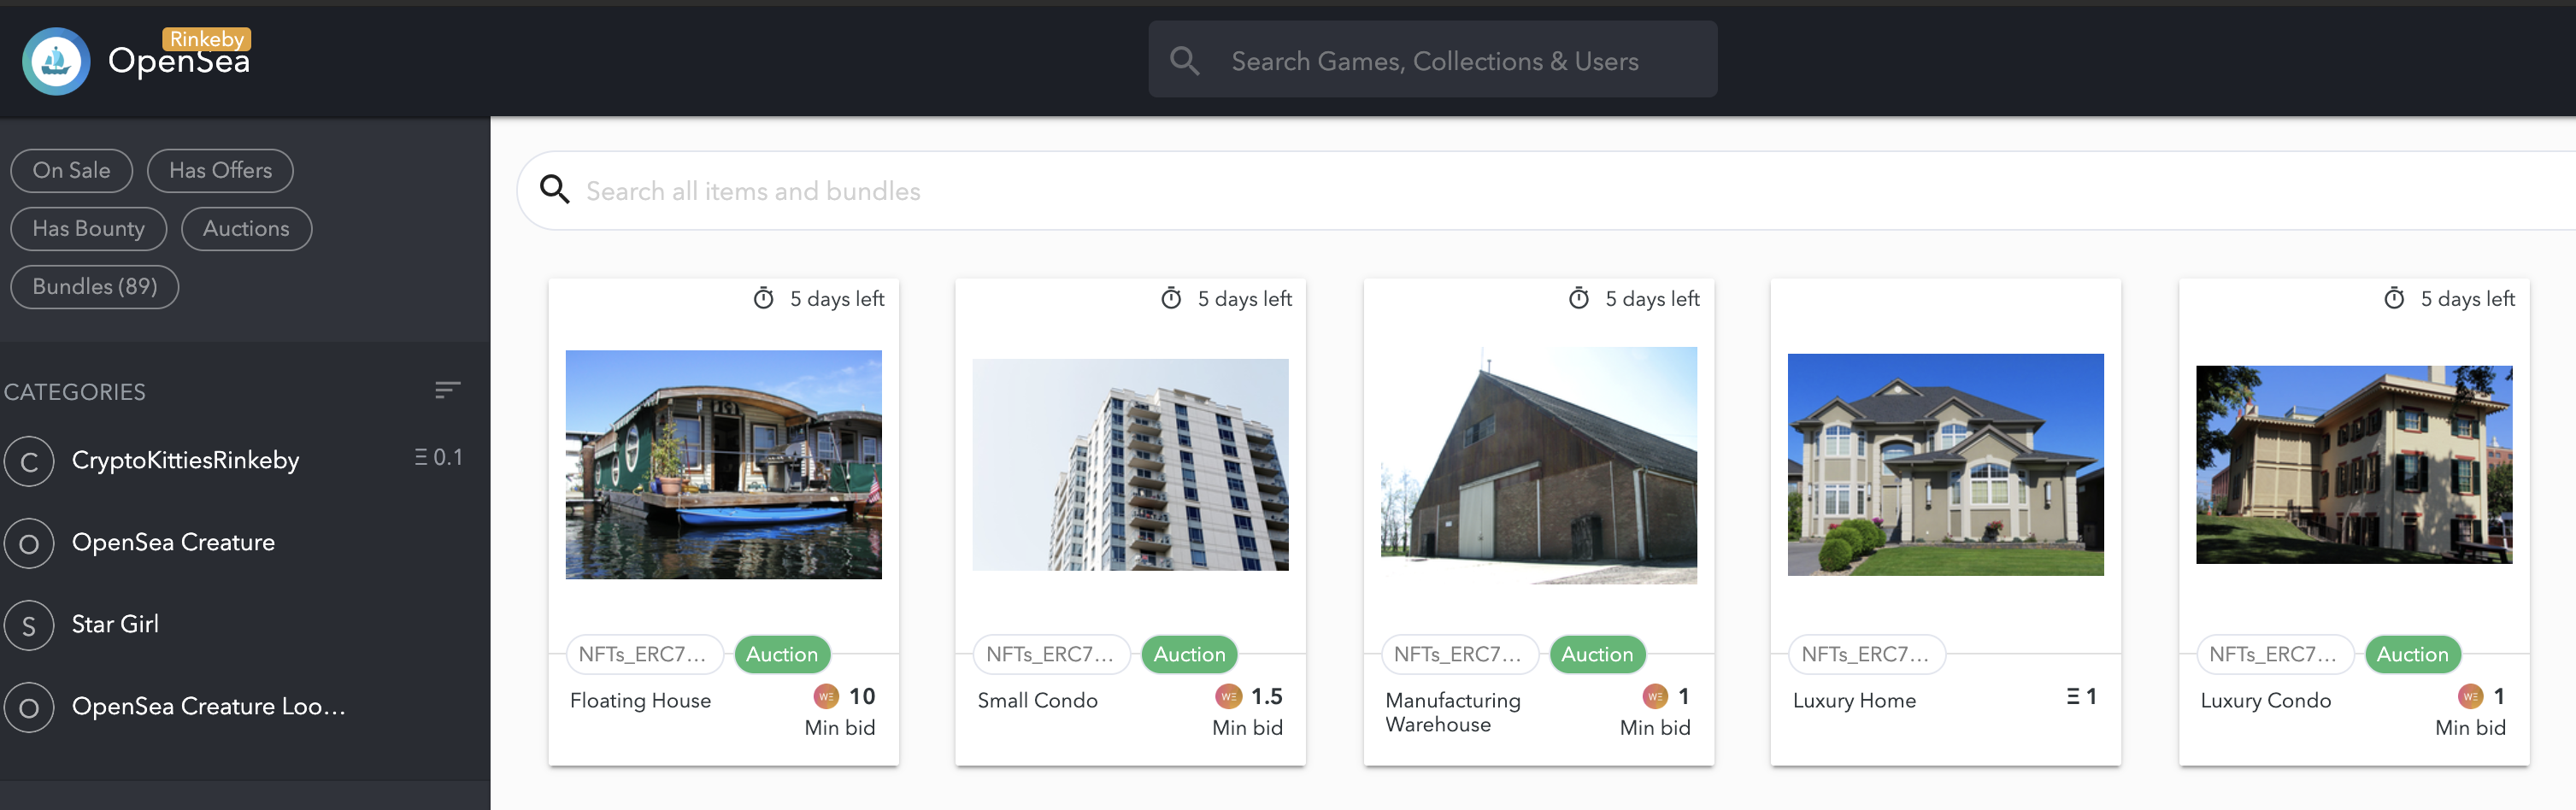 Rinkeby
OpenSea
Search Games, Collections & Users
On Sale
Has Offers
Has Bounty
Auctions
Bundles (89)
CATEGORIES
C CryptoKittiesRinkeby Ξ 0.1
O OpenSea Creature
S Star Girl
O OpenSea Creature Loo...
Search all items and bundles
5 days left
NFTs_ERC7... Auction
Floating House WΞ 10
Min bid
5 days left
NFTs_ERC7... Auction
Small Condo WΞ 1.5
Min bid
5 days left
NFTs_ERC7... Auction
Manufacturing WΞ 1
Warehouse Min bid
NFTs_ERC7...
Luxury Home Ξ 1
5 days left
NFTs_ERC7... Auction
Luxury Condo WΞ 1
Min bid